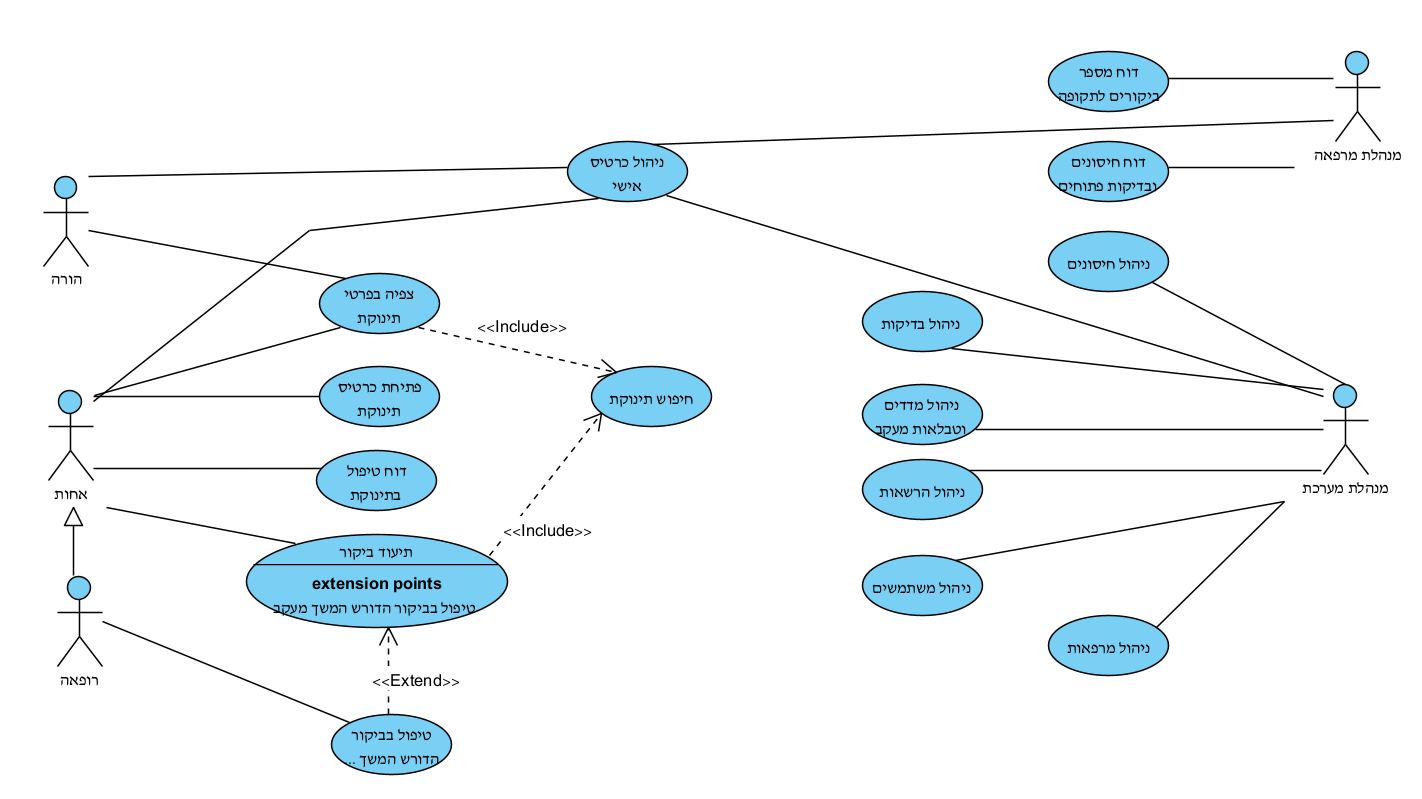 דוח מספר
ביקורים לתקופה
מנהלת מרפאה
ניהול כרטיס
אישי
דוח חיסונים
ובדיקות פתוחים
הורה
ניהול חיסונים
צפיה בפרטי
תינוקת
<<Include>>
ניהול בדיקות
פתיחת כרטיס
תינוקת
חיפוש תינוקת
ניהול מדדים
וטבלאות מעקב
אחות
מנהלת מערכת
דוח טיפול
בתינוקת
ניהול הרשאות
<<Include>>
תיעוד ביקור
extension points
טיפול בביקור הדורש המשך מעקב
ניהול משתמשים
רופאה
ניהול מרפאות
<<Extend>>
טיפול בביקור
הדורש המשך ...